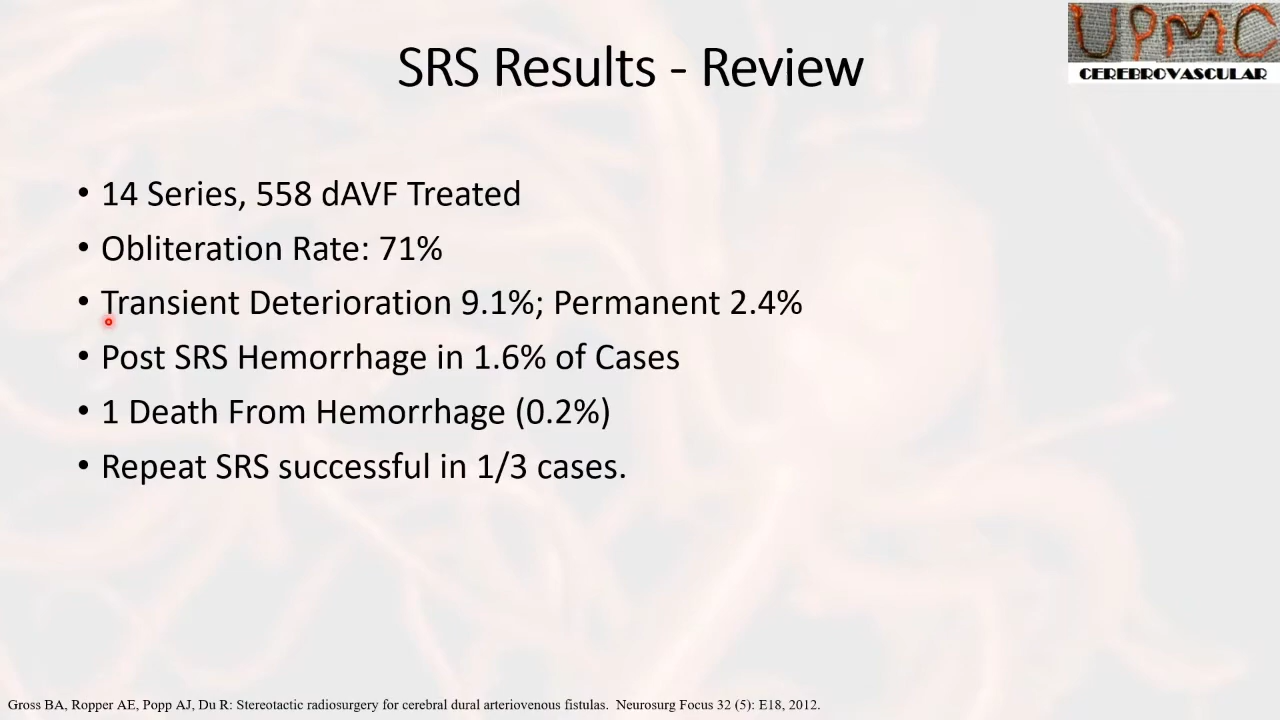 UPMC
CEREBROVASCULAR
SRS Results - Review
• 14 Series, 558 dAVF Treated
• Obliteration Rate: 71%
• Transient Deterioration 9.1%; Permanent 2.4%
• Post SRS Hemorrhage in 1.6% of Cases
• 1 Death From Hemorrhage (0.2%)
• Repeat SRS successful in 1/3 cases.
Gross BA, Ropper AE, Popp AJ, Du R: Stereotactic radiosurgery for cerebral dural arteriovenous fistulas. Neurosurg Focus 32 (5): E18, 2012.